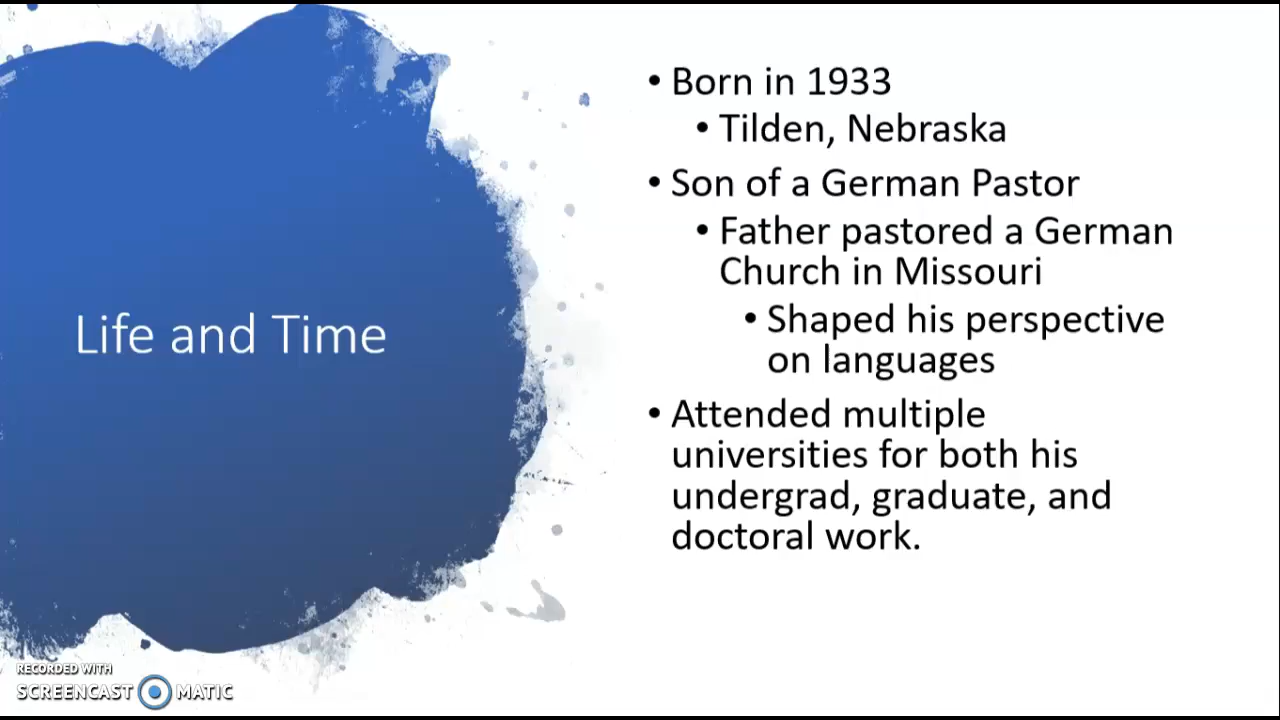 Life and Time
• Born in 1933
• Tilden, Nebraska
• Son of a German Pastor
• Father pastored a German
Church in Missouri
• Shaped his perspective
on languages
• Attended multiple
universities for both his
undergrad, graduate, and
doctoral work.
RECORDED WITH
SCREENCAST MATIC